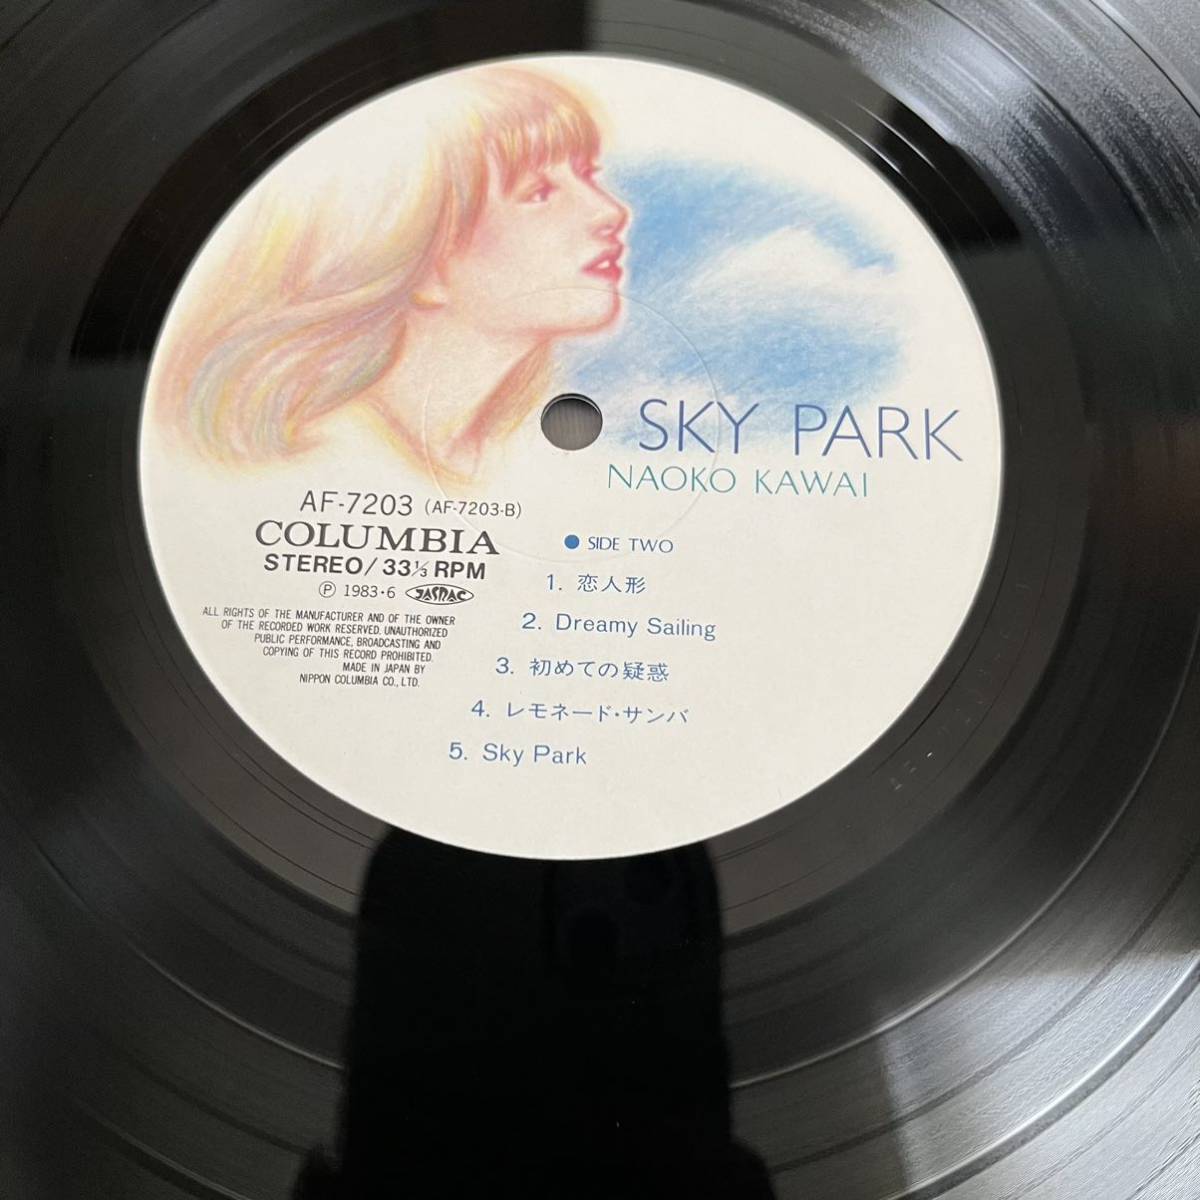 SKY PARK
NAOKO KAWAI
AF-7203 (AF-7203-B)
COLUMBIA
STEREO/33⅓ RPM
Ⓟ 1983・6 JASRAC
ALL RIGHTS OF THE MANUFACTURER AND OF THE OWNER
OF THE RECORDED WORK RESERVED. UNAUTHORIZED
PUBLIC PERFORMANCE, BROADCASTING AND
COPYING OF THIS RECORD PROHIBITED.
MADE IN JAPAN BY
NIPPON COLUMBIA CO., LTD.
● SIDE TWO
1. 恋人形
2. Dreamy Sailing
3. 初めての疑惑
4. レモネード・サンバ
5. Sky Park